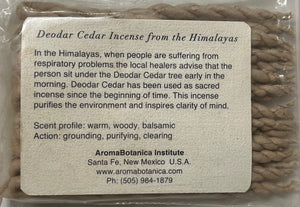 Deodar Cedar Incense from the Himalayas
In the Himalayas, when people are suffering from
respiratory problems the local healers advise that the
person sit under the Deodar Cedar tree early in the
morning. Deodar Cedar has been used as sacred
incense since the beginning of time. This incense
purifies the environment and inspires clarity of mind.
Scent profile: warm, woody, balsamic
Action: grounding, purifying, clearing
AromaBotanica Institute
Santa Fe, New Mexico U.S.A.
www.aromabotanica.com
Ph: (505) 984-1879